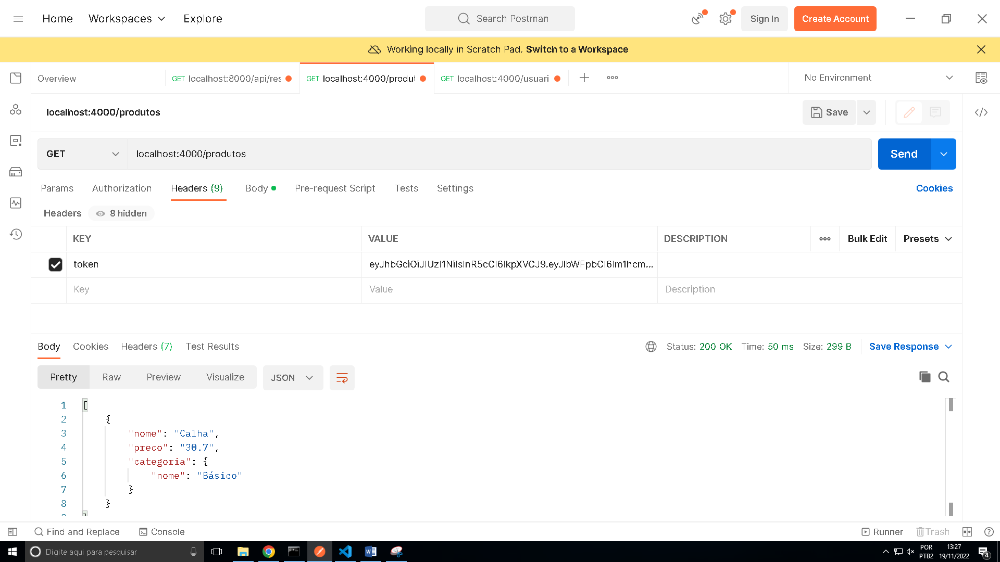 Home Workspaces Explore Search Postman Sign In Create Account
Working locally in Scratch Pad. Switch to a Workspace
Overview GET localhost:8000/api/res GET localhost:4000/produt GET localhost:4000/usuari No Environment
localhost:4000/produtos Save
GET localhost:4000/produtos Send
Params Authorization Headers (9) Body Pre-request Script Tests Settings Cookies
Headers 8 hidden
KEY VALUE DESCRIPTION Bulk Edit Presets
token eyJhbGciOiJIUzI1NiIsInR5cCI6IkpXVCJ9.eyJlbWFpbCI6Im1hcm...
Key Value Description
Body Cookies Headers (7) Test Results Status: 200 OK Time: 50 ms Size: 299 B Save Response
Pretty Raw Preview Visualize JSON
1 [
2 {
3 "nome": "Calha",
4 "preco": "30.7",
5 "categoria": {
6 "nome": "Básico"
7 }
8 }
9 ]
Find and Replace Console Runner Trash
Digite aqui para pesquisar POR PTB2 13:27 19/11/2022 4